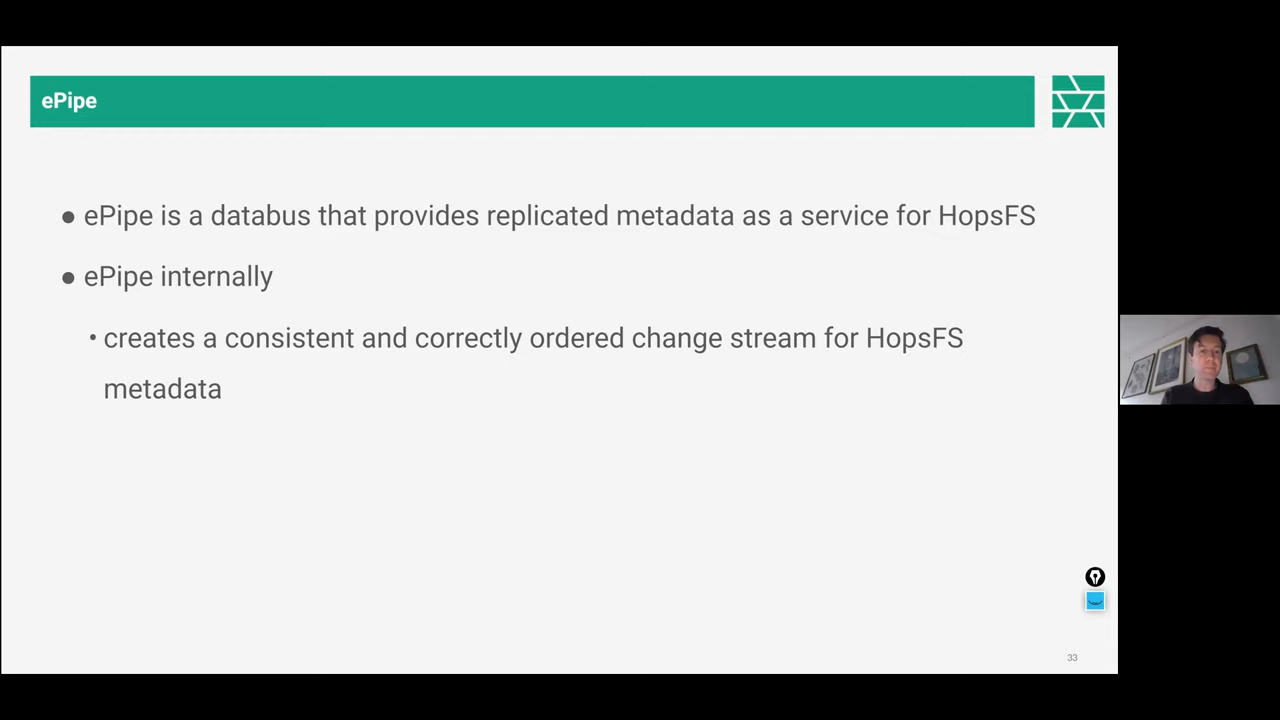 ePipe
● ePipe is a databus that provides replicated metadata as a service for HopsFS
● ePipe internally
• creates a consistent and correctly ordered change stream for HopsFS
metadata
33